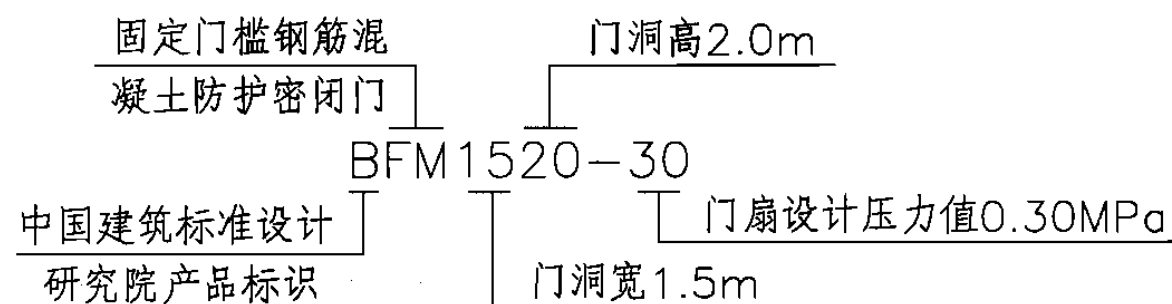 固定门槛钢筋混
凝土防护密闭门
门洞高2.0m
BFM1520-30
中国建筑标准设计
研究院产品标识
门洞宽1.5m
门扇设计压力值0.30MPa